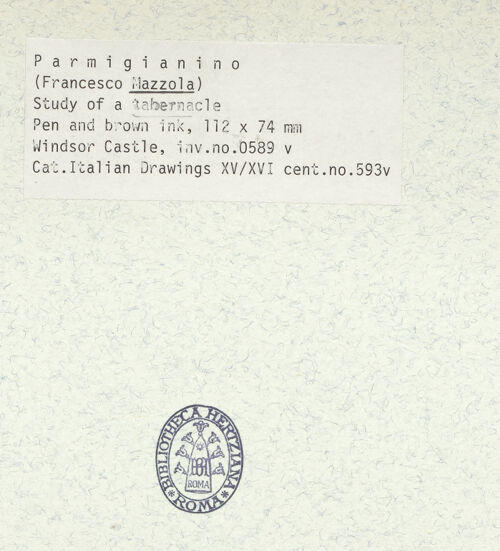 Parmigianino
(Francesco Mazzola)
Study of a tabernacle
Pen and brown ink, 112 x 74 mm
Windsor Castle, inv.no.0589 v
Cat.Italian Drawings XV/XVI cent.no.593v
BIBLIOTHECA HERTZIANA
BH
ROMA
* ROMA *